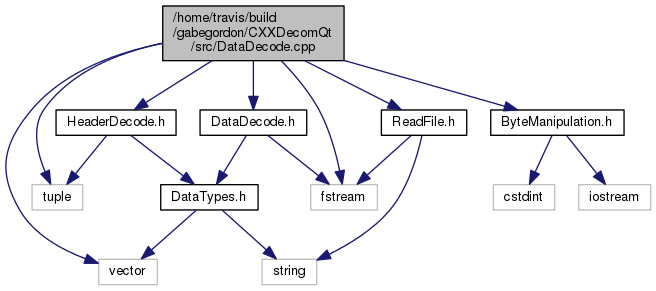 /home/travis/build
/gabegordon/CXXDecomQt
/src/DataDecode.cpp
HeaderDecode.h
DataDecode.h
ReadFile.h
ByteManipulation.h
tuple
DataTypes.h
fstream
cstdint
iostream
vector
string